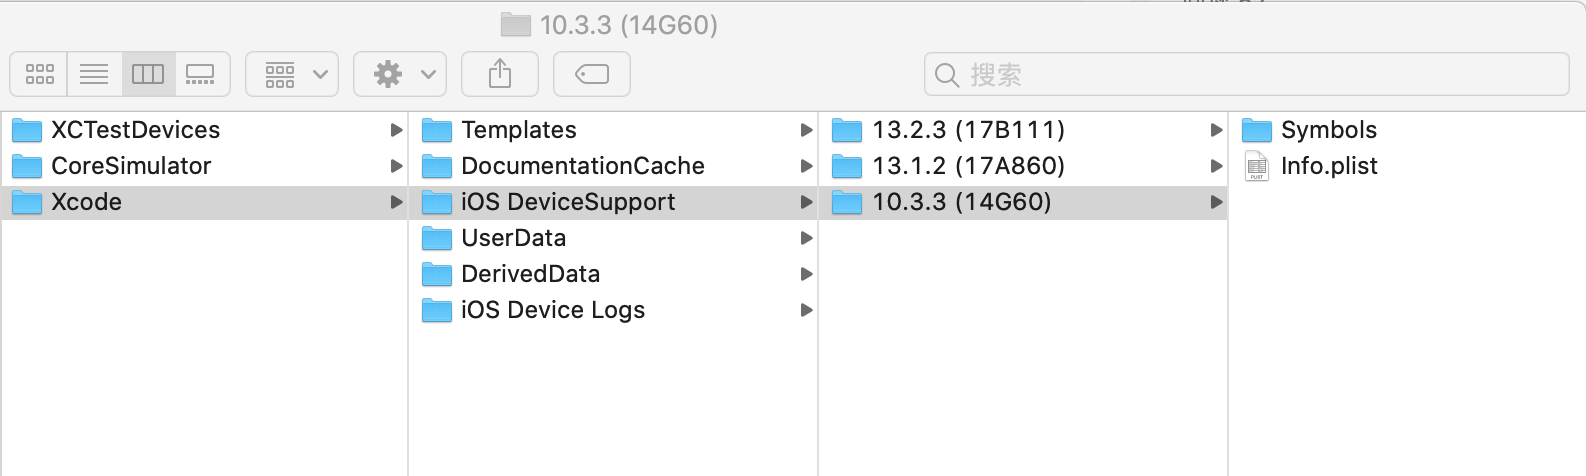 10.3.3 (14G60)
搜索
XCTestDevices
CoreSimulator
Xcode
Templates
DocumentationCache
iOS DeviceSupport
UserData
DerivedData
iOS Device Logs
13.2.3 (17B111)
13.1.2 (17A860)
10.3.3 (14G60)
Symbols
Info.plist